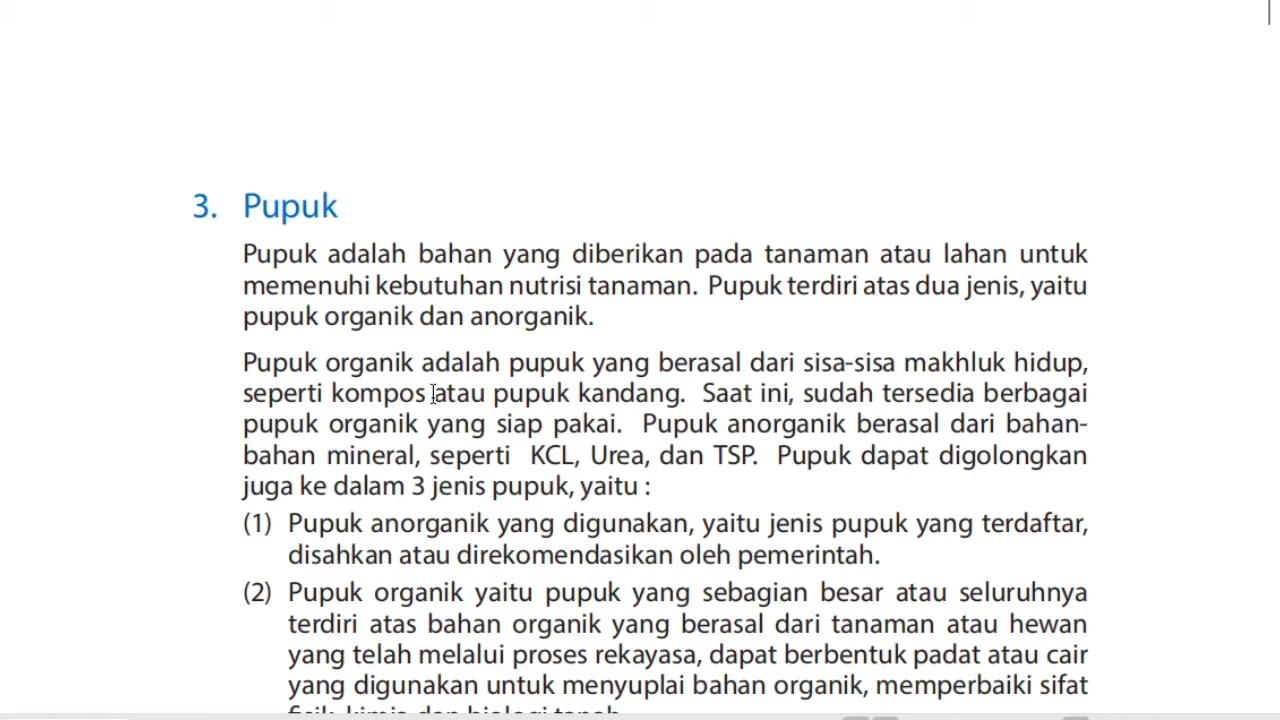 3. Pupuk
Pupuk adalah bahan yang diberikan pada tanaman atau lahan untuk
memenuhi kebutuhan nutrisi tanaman. Pupuk terdiri atas dua jenis, yaitu
pupuk organik dan anorganik.
Pupuk organik adalah pupuk yang berasal dari sisa-sisa makhluk hidup,
seperti kompos atau pupuk kandang. Saat ini, sudah tersedia berbagai
pupuk organik yang siap pakai. Pupuk anorganik berasal dari bahan-
bahan mineral, seperti KCL, Urea, dan TSP. Pupuk dapat digolongkan
juga ke dalam 3 jenis pupuk, yaitu :
(1) Pupuk anorganik yang digunakan, yaitu jenis pupuk yang terdaftar,
disahkan atau direkomendasikan oleh pemerintah.
(2) Pupuk organik yaitu pupuk yang sebagian besar atau seluruhnya
terdiri atas bahan organik yang berasal dari tanaman atau hewan
yang telah melalui proses rekayasa, dapat berbentuk padat atau cair
yang digunakan untuk menyuplai bahan organik, memperbaiki sifat